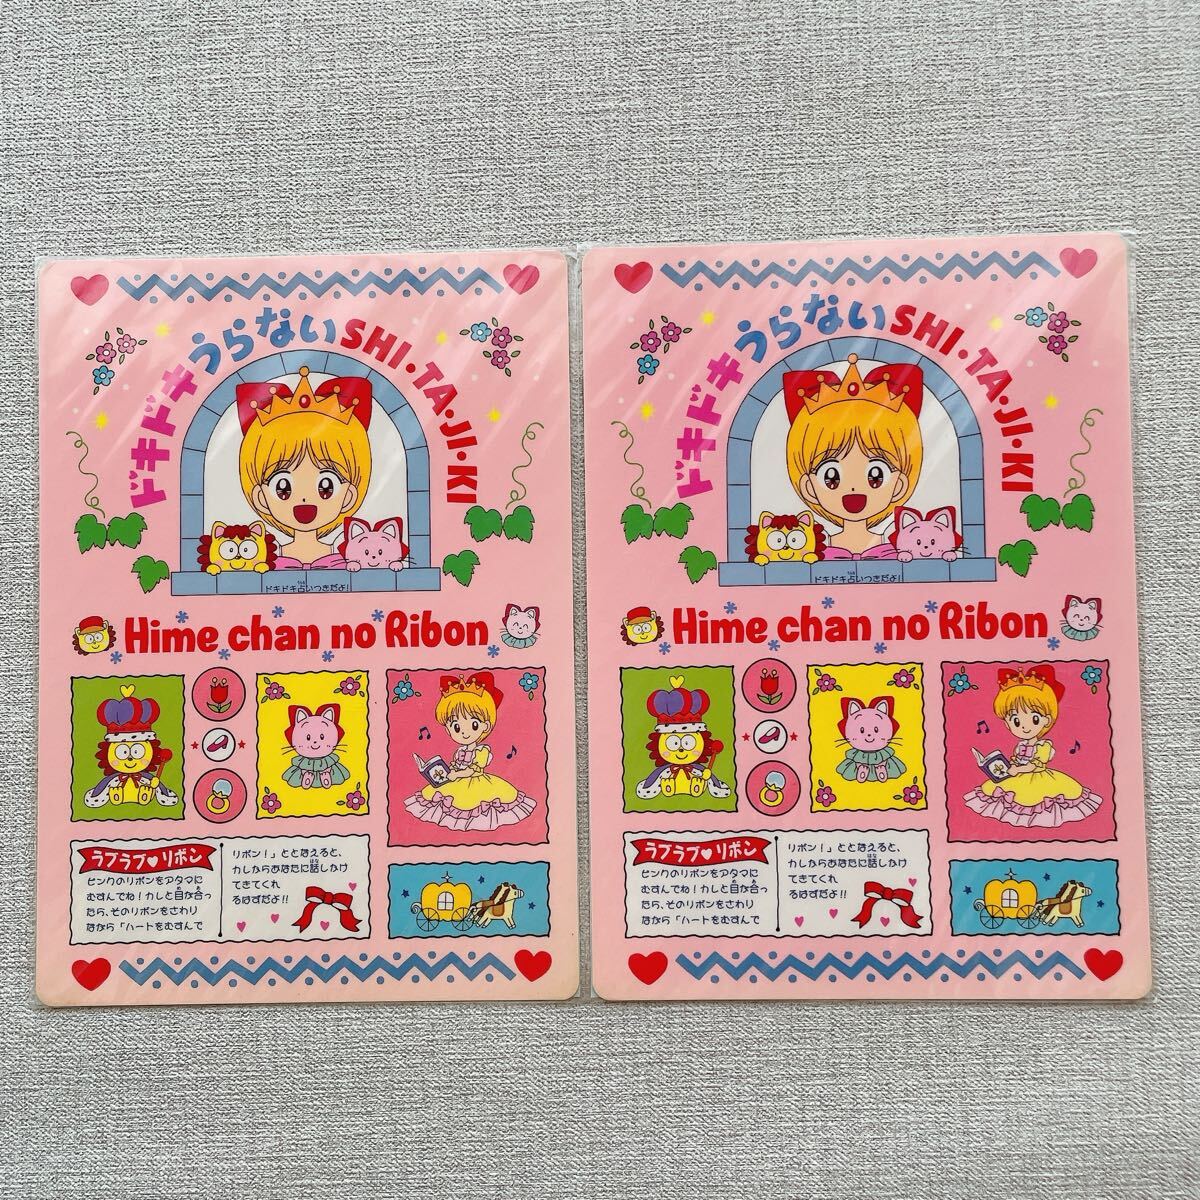 ドキドキうらないSHI・TA・JI・KI
ドキドキ占いつきだよ!
Hime chan no Ribon
ラブラブ♥リボン
ピンクのリボンをアタマに
むすんでね!カレと目が合っ
たら、そのリボンをさわり
ながら「ハートをむすんで
リボン!」ととなえると、
カレからあなたに話しかけ
てきてくれ
るはずだよ!!
ドキドキうらないSHI・TA・JI・KI
ドキドキ占いつきだよ!
Hime chan no Ribon
ラブラブ♥リボン
ピンクのリボンをアタマに
むすんでね!カレと目が合っ
たら、そのリボンをさわり
ながら「ハートをむすんで
リボン!」ととなえると、
カレからあなたに話しかけ
てきてくれ
るはずだよ!!